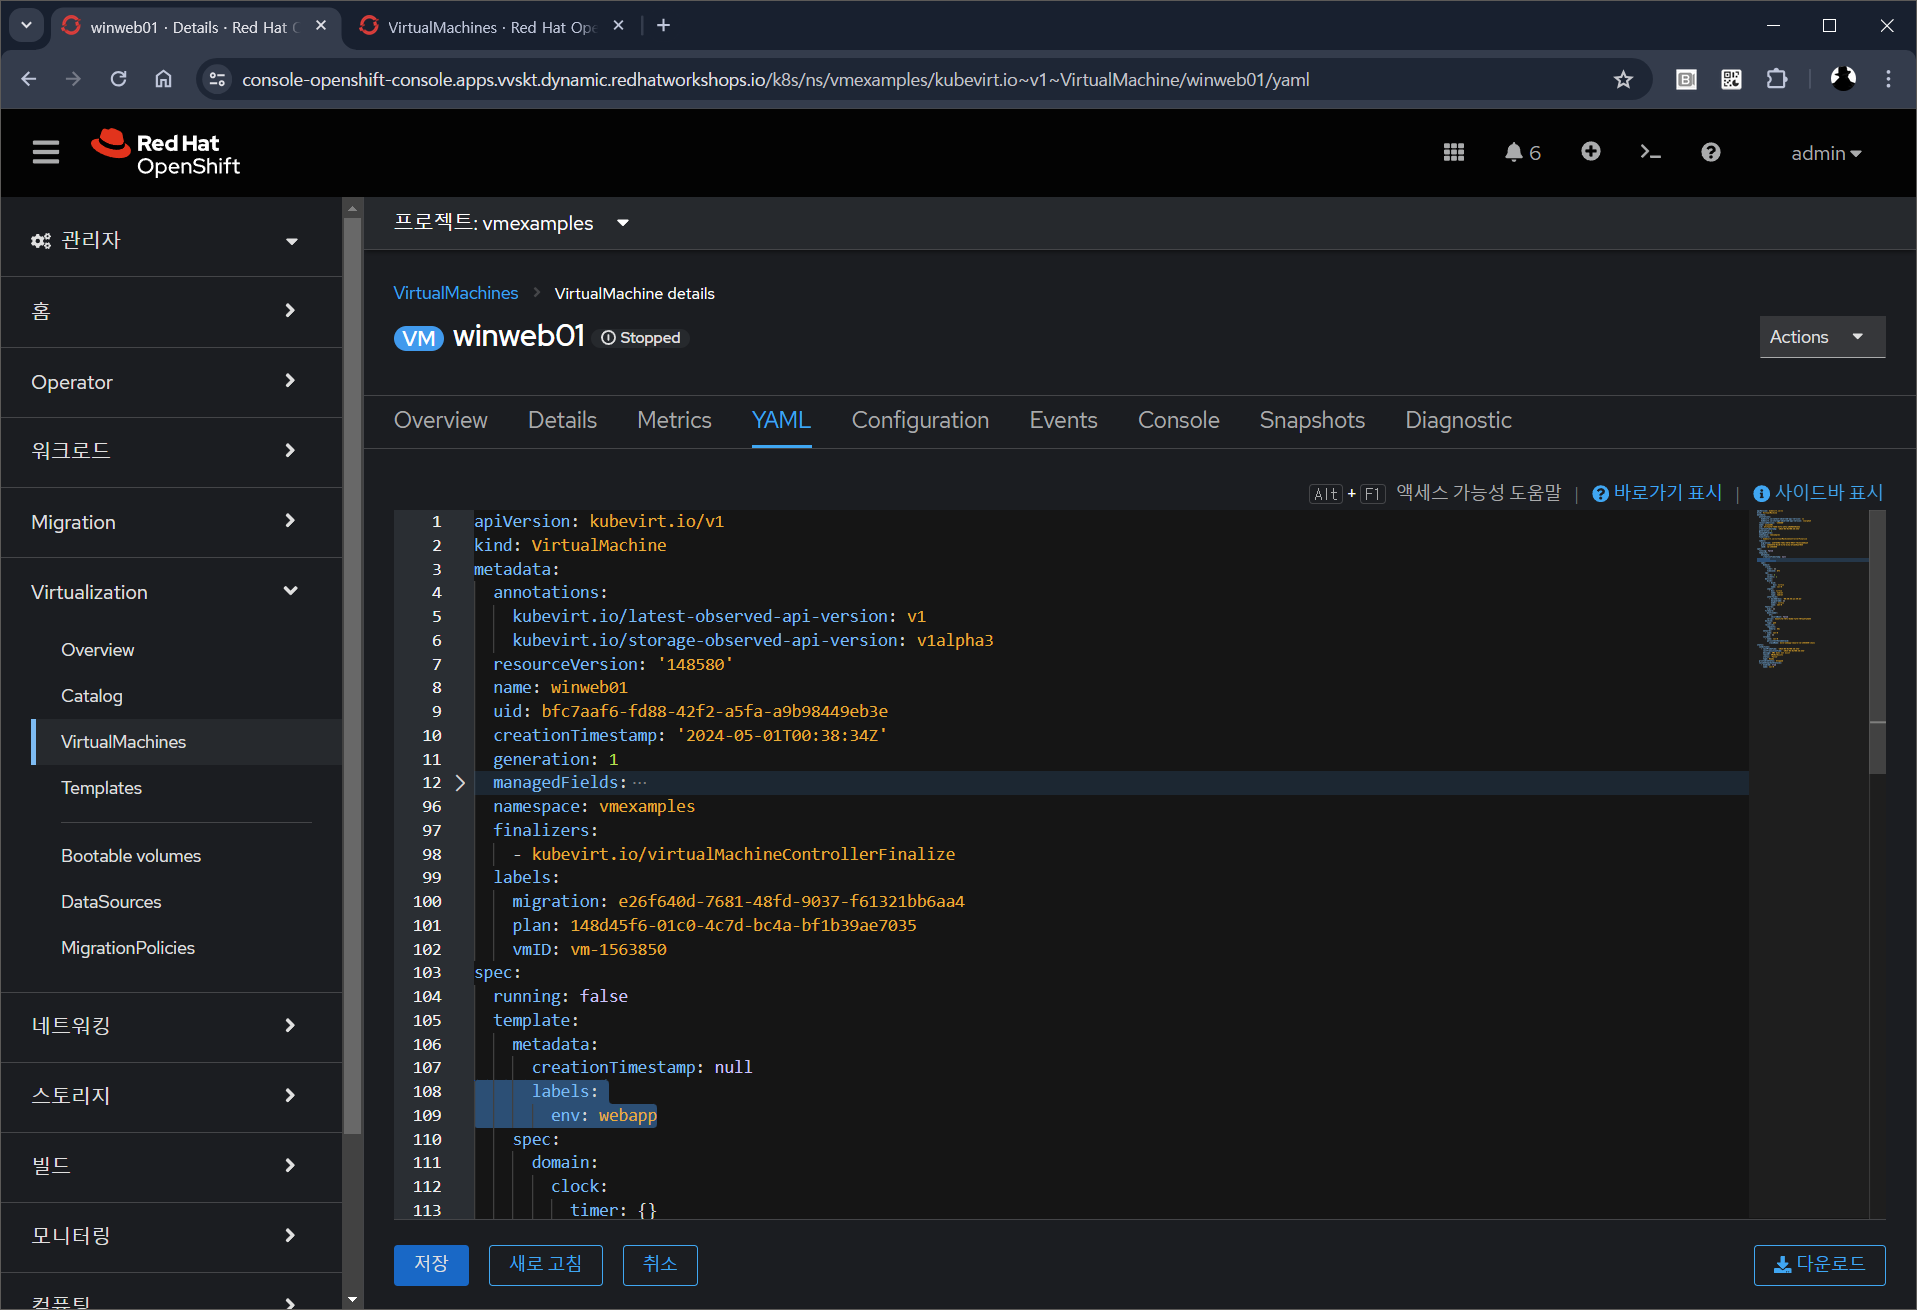 winweb01 · Details · Red Hat
VirtualMachines · Red Hat Ope
console-openshift-console.apps.vvskt.dynamic.redhatworkshops.io/k8s/ns/vmexamples/kubevirt.io~v1~VirtualMachine/winweb01/yaml
Red Hat
OpenShift
6
admin
관리자
홈
Operator
워크로드
Migration
Virtualization
Overview
Catalog
VirtualMachines
Templates
Bootable volumes
DataSources
MigrationPolicies
네트워킹
스토리지
빌드
모니터링
컴퓨팅
프로젝트: vmexamples
VirtualMachines
VirtualMachine details
VM winweb01 Stopped
Actions
Overview Details Metrics YAML Configuration Events Console Snapshots Diagnostic
Alt + F1 액세스 가능성 도움말 | 바로가기 표시 | 사이드바 표시
1 apiVersion: kubevirt.io/v1
2 kind: VirtualMachine
3 metadata:
4 annotations:
5 kubevirt.io/latest-observed-api-version: v1
6 kubevirt.io/storage-observed-api-version: v1alpha3
7 resourceVersion: '148580'
8 name: winweb01
9 uid: bfc7aaf6-fd88-42f2-a5fa-a9b98449eb3e
10 creationTimestamp: '2024-05-01T00:38:34Z'
11 generation: 1
12 managedFields: ···
96 namespace: vmexamples
97 finalizers:
98 - kubevirt.io/virtualMachineControllerFinalize
99 labels:
100 migration: e26f640d-7681-48fd-9037-f61321bb6aa4
101 plan: 148d45f6-01c0-4c7d-bc4a-bf1b39ae7035
102 vmID: vm-1563850
103 spec:
104 running: false
105 template:
106 metadata:
107 creationTimestamp: null
108 labels:
109 env: webapp
110 spec:
111 domain:
112 clock:
113 timer: {}
저장
새로 고침
취소
다운로드